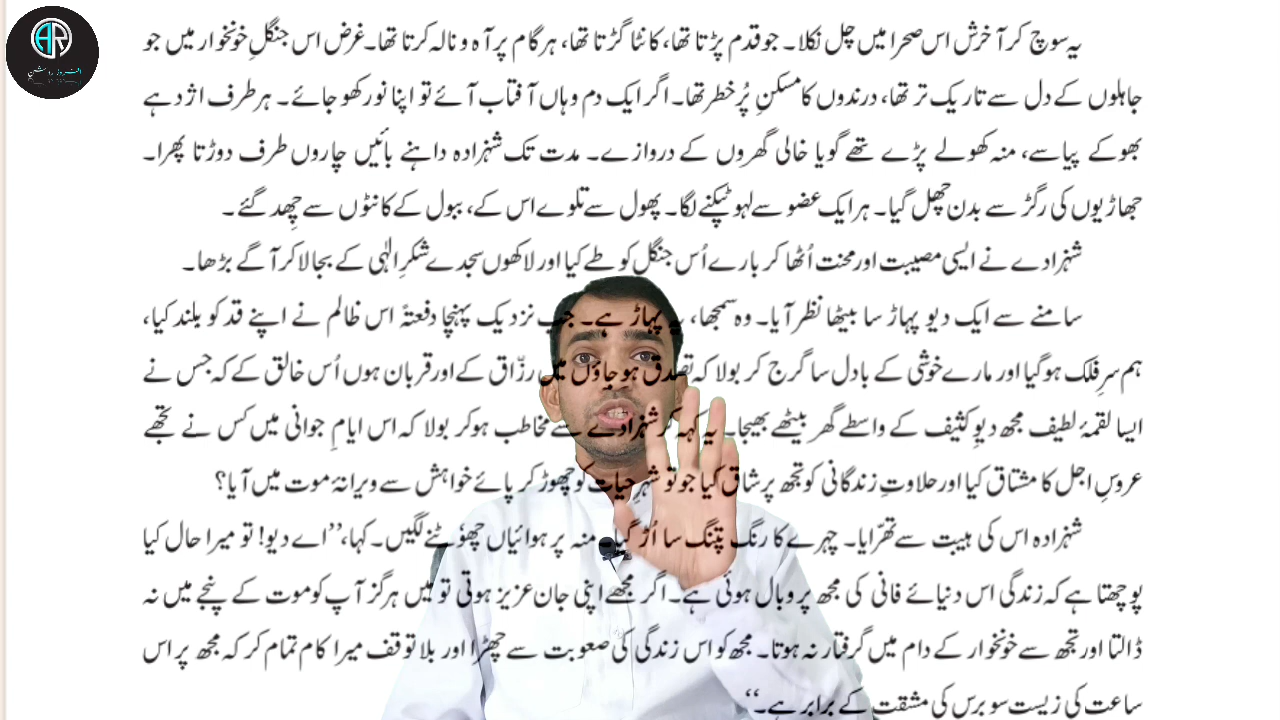 AR
افروز روشنی
یہ سوچ کر آخرش اس صحرا میں چل نکلا۔ جو قدم پڑتا تھا، کانٹا گڑتا تھا، ہر گام پر آہ و نالہ کرتا تھا۔ غرض اس جنگلِ خونخوار میں جو
جاہلوں کے دل سے تاریک تر تھا، درندوں کا مسکنِ پُر خطر تھا۔ اگر ایک دم وہاں آفتاب آئے تو اپنا نور کھو جائے۔ ہر طرف اژدہے
بھوکے پیاسے، منہ کھولے پڑے تھے گویا خالی گھروں کے دروازے۔ مدت تک شہزادہ داہنے بائیں چاروں طرف دوڑتا پھرا۔
جھاڑیوں کی رگڑ سے بدن چھل گیا۔ ہر ایک عضو سے لہو ٹپکنے لگا۔ پھول سے تلوے اس کے، ببول کے کانٹوں سے چِھد گئے۔
شہزادے نے ایسی مصیبت اور محنت اُٹھا کر بارے اُس جنگل کو طے کیا اور لاکھوں سجدے شکرِ الٰہی کے بجا لا کر آگے بڑھا۔
سامنے سے ایک دیو پہاڑ سا بیٹھا نظر آیا۔ وہ سمجھا، یہ پہاڑ ہے۔ جب نزدیک پہنچا دفعتہً اس ظالم نے اپنے قد کو بلند کیا،
ہم سرِ فلک ہو گیا اور مارے خوشی کے بادل سا گرج کر بولا کہ تصدق ہو جاؤں میں رزّاق کے اور قربان ہوں اُس خالق کے کہ جس نے
ایسا لقمۂ لطیف مجھ دیوِ کثیف کے واسطے گھر بیٹھے بھیجا۔ یہ کہہ کر شہزادے سے مخاطب ہو کر بولا کہ اس ایامِ جوانی میں کس نے تجھے
عروسِ اجل کا مشتاق کیا اور حلاوتِ زندگانی کو تجھ پر شاق کیا جو تو شہرِ حیات کو چھوڑ کر پائے خواہش سے ویرانۂ موت میں آیا؟
شہزادہ اس کی ہیبت سے تھرّایا۔ چہرے کا رنگ پتنگ سا اُڑ گیا۔ منہ پر ہوائیاں چھوٹنے لگیں۔ کہا، ’’اے دیو! تو میرا حال کیا
پوچھتا ہے کہ زندگی اس دنیائے فانی کی مجھ پر وبال ہوئی ہے۔ اگر مجھے اپنی جان عزیز ہوتی تو میں ہرگز آپ کو موت کے پنجے میں نہ
ڈالتا اور تجھ سے خونخوار کے دام میں گرفتار نہ ہوتا۔ مجھ کو اس زندگی کی صعوبت سے چھڑا اور بلا توقف میرا کام تمام کر کہ مجھ پر اس
ساعت کی زیست سو برس کی مشقت کے برابر ہے۔‘‘